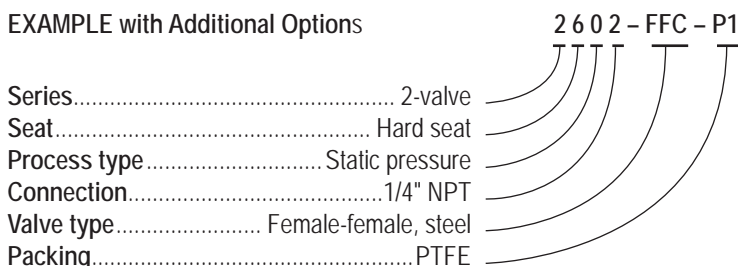 EXAMPLE with Additional Options 2 6 0 2 – FFC – P1
Series................................................... 2-valve
Seat.................................................. Hard seat
Process type............................ Static pressure
Connection.........................................1/4" NPT
Valve type....................... Female-female, steel
Packing...................................................PTFE